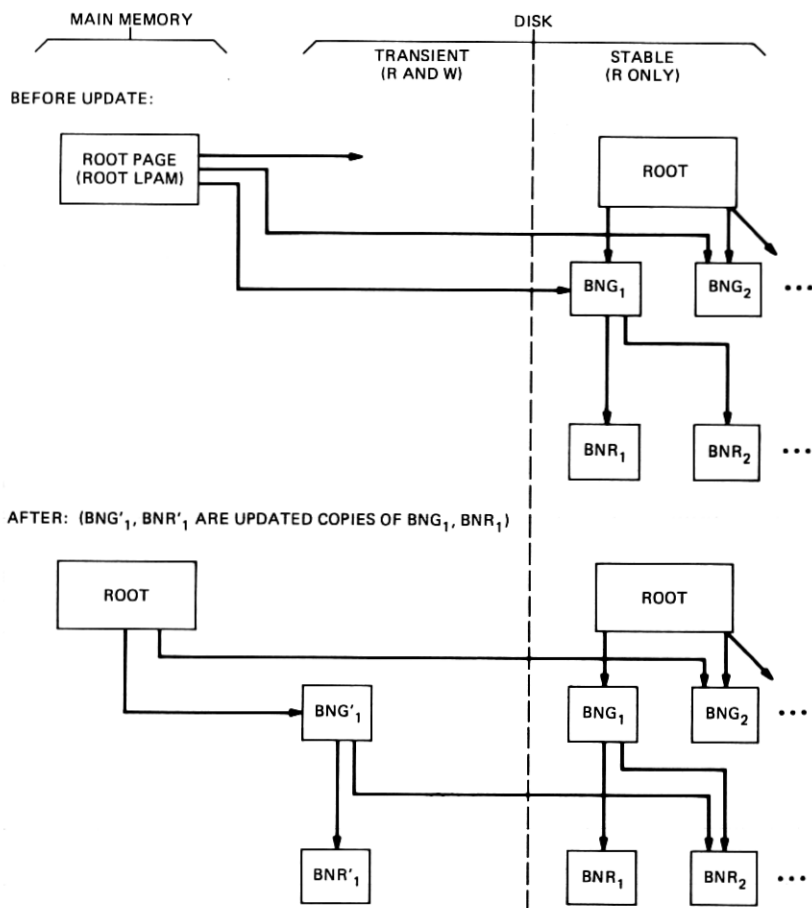 MAIN MEMORY
DISK
TRANSIENT
(R AND W)
STABLE
(R ONLY)
BEFORE UPDATE:
ROOT PAGE
(ROOT LPAM)
ROOT
BNG₁
BNG₂
...
BNR₁
BNR₂
...
AFTER: (BNG'₁, BNR'₁ ARE UPDATED COPIES OF BNG₁, BNR₁)
ROOT
ROOT
BNG'₁
BNG₁
BNG₂
...
BNR'₁
BNR₁
BNR₂
...